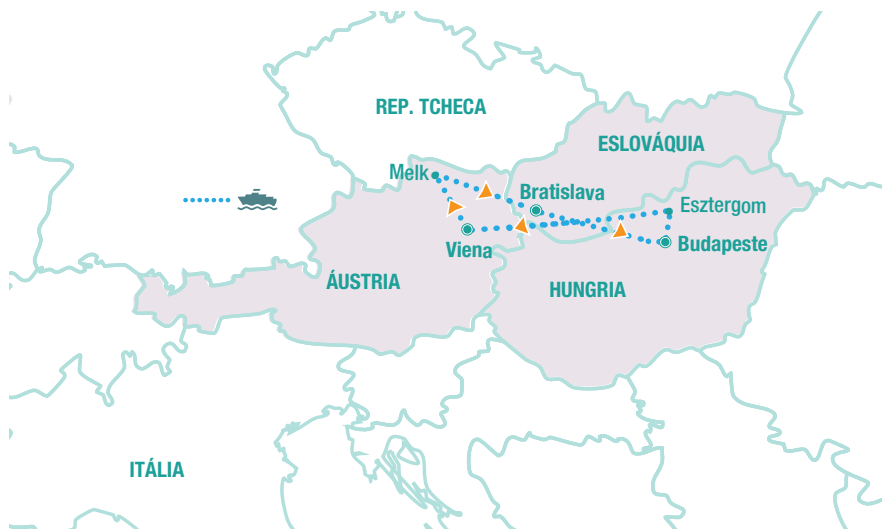 REP. TCHECA
ESLOVÁQUIA
Melk
Bratislava
Esztergom
Viena
Budapeste
ÁUSTRIA
HUNGRIA
ITÁLIA